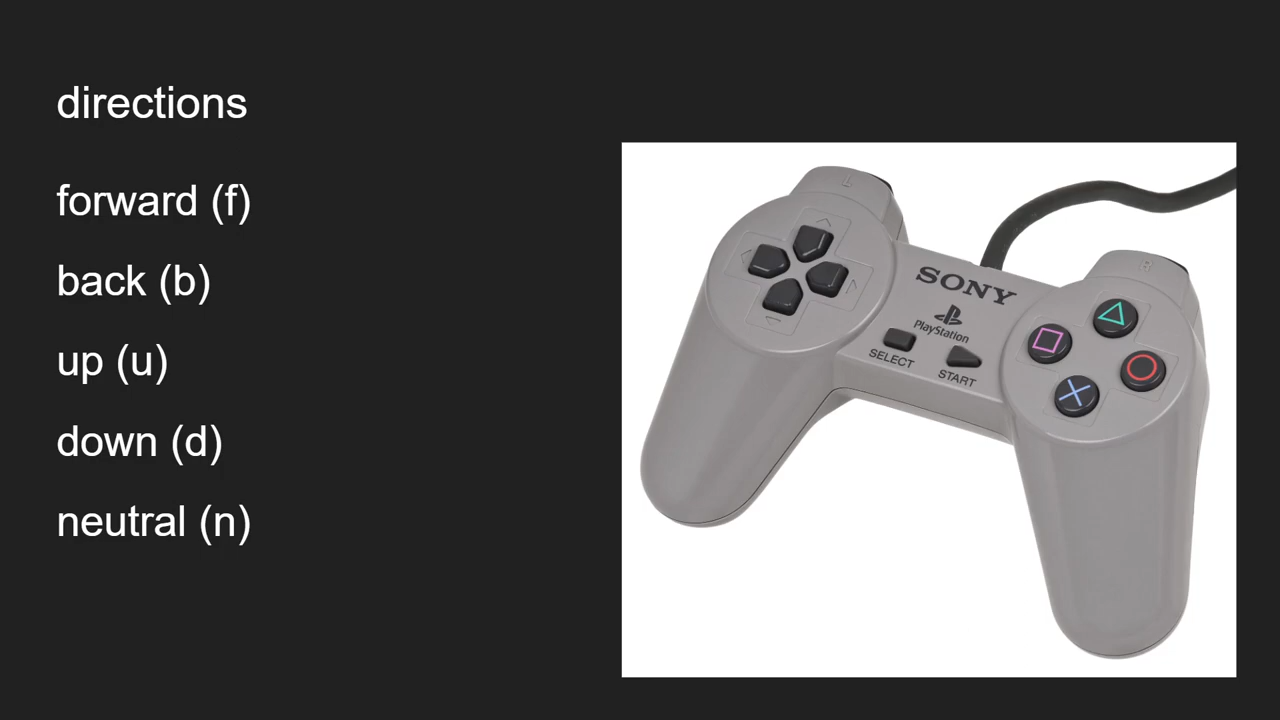 directions
forward (f)
back (b)
up (u)
down (d)
neutral (n)
L
R
SONY
PlayStation
SELECT
START